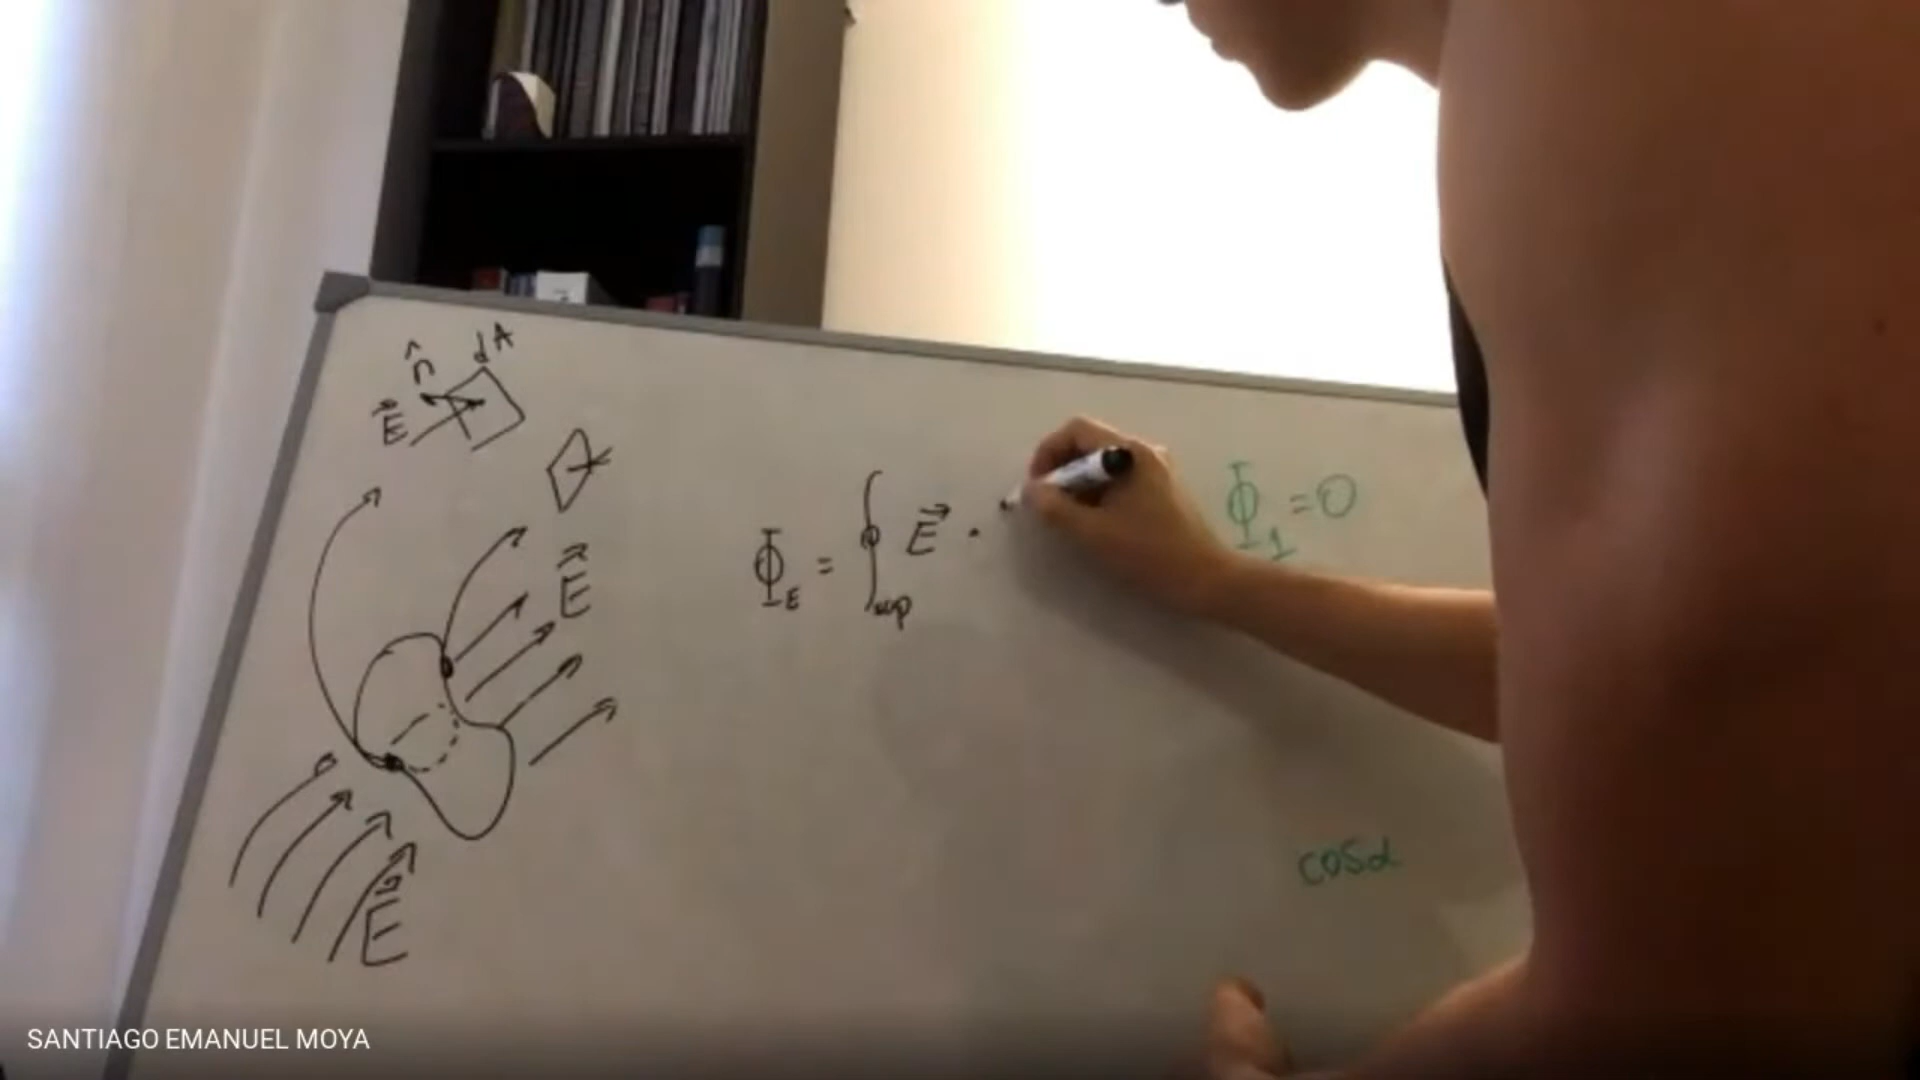 n̂ dA
E⃗
E⃗
Φ_E = ∮_sup E⃗ ·
Φ_1 = 0
cosα
E⃗
SANTIAGO EMANUEL MOYA